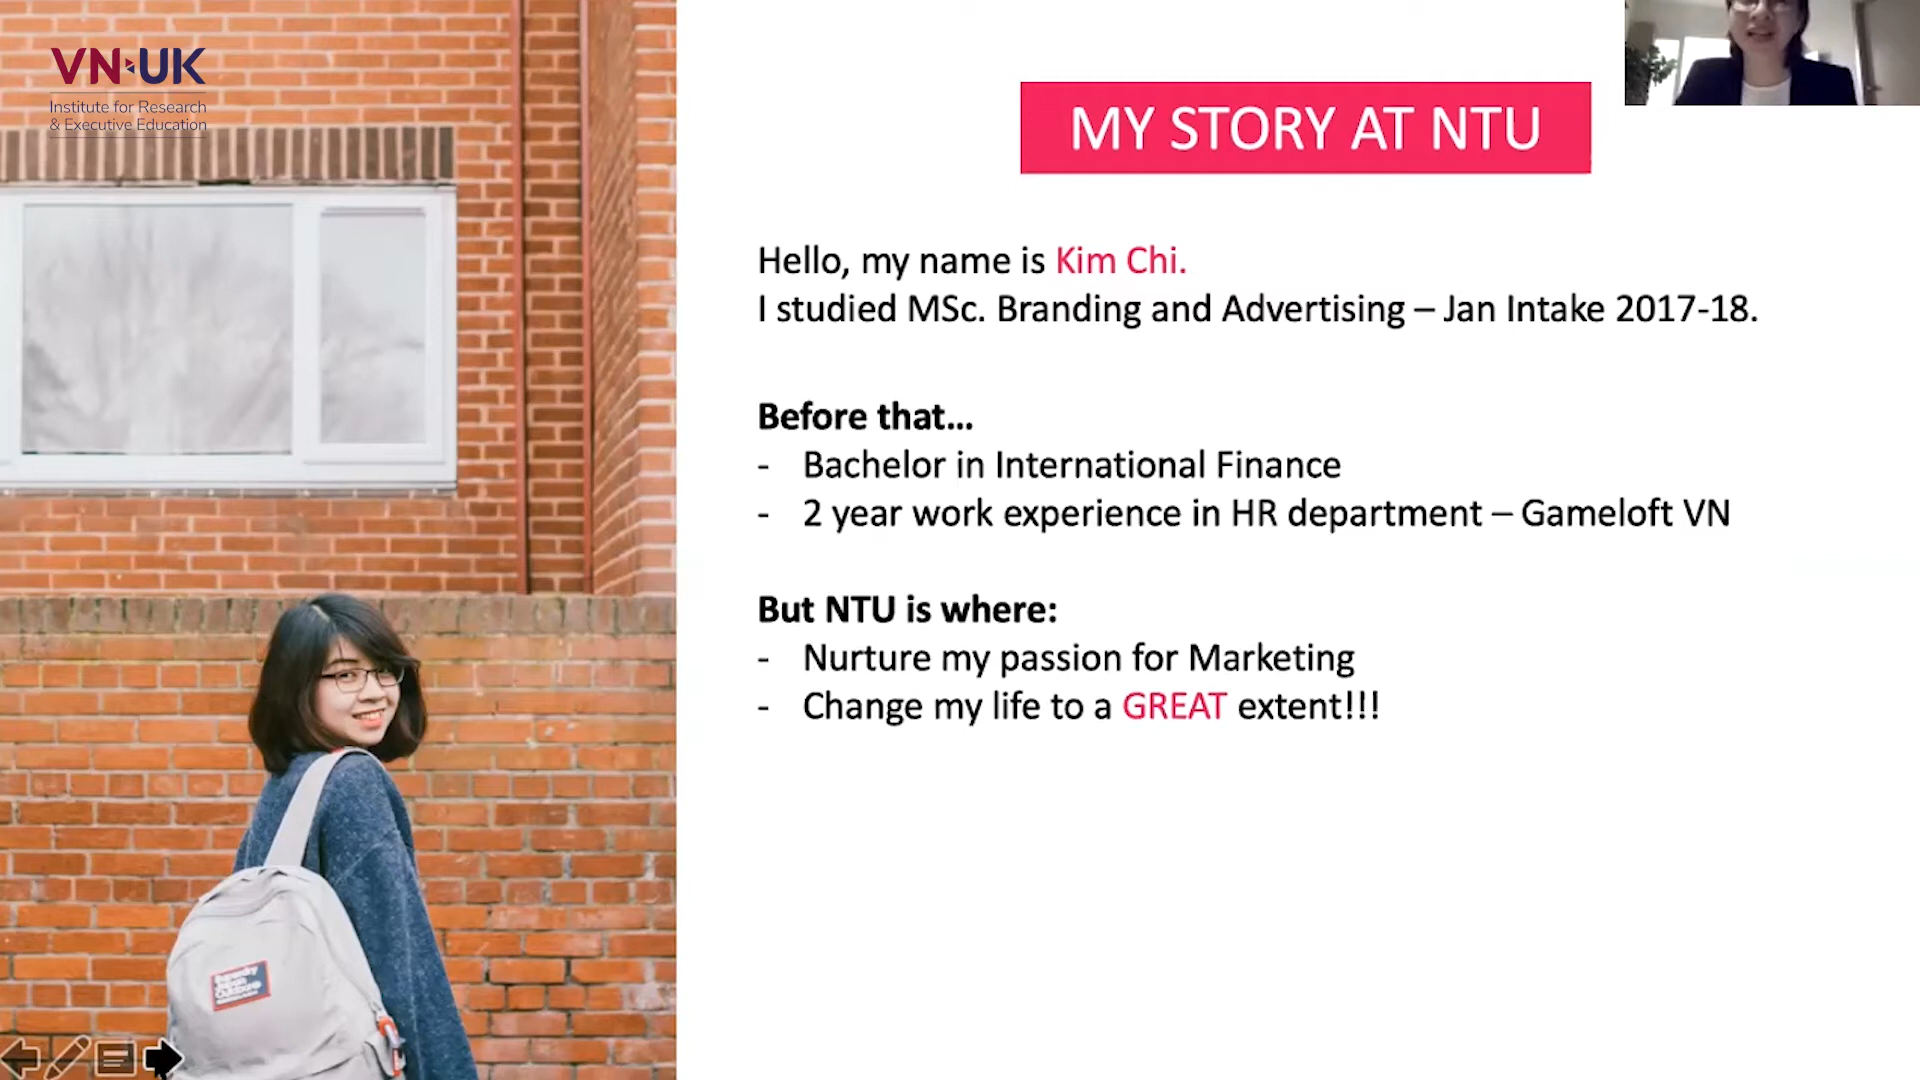 VN UK
Institute for Research
& Executive Education
MY STORY AT NTU
Hello, my name is Kim Chi.
I studied MSc. Branding and Advertising – Jan Intake 2017-18.
Before that...
- Bachelor in International Finance
- 2 year work experience in HR department – Gameloft VN
But NTU is where:
- Nurture my passion for Marketing
- Change my life to a GREAT extent!!!